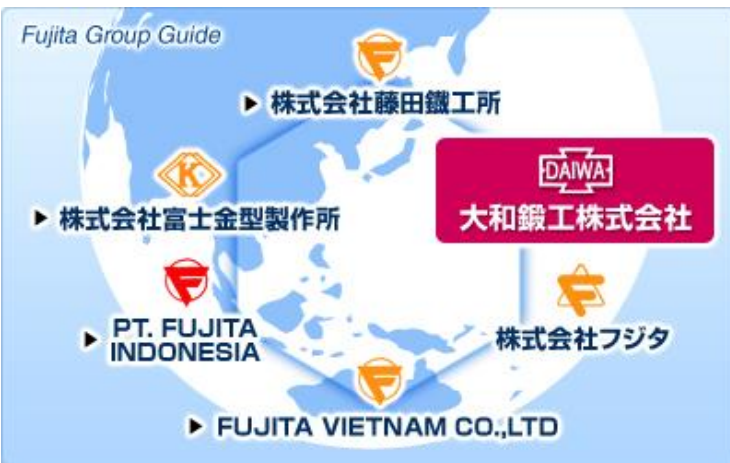 Fujita Group Guide
株式会社藤田鐵工所
DAIWA
大和鍛工株式会社
K
株式会社富士金型製作所
F
PT. FUJITA
INDONESIA
F
株式会社フジタ
F
FUJITA VIETNAM CO.,LTD